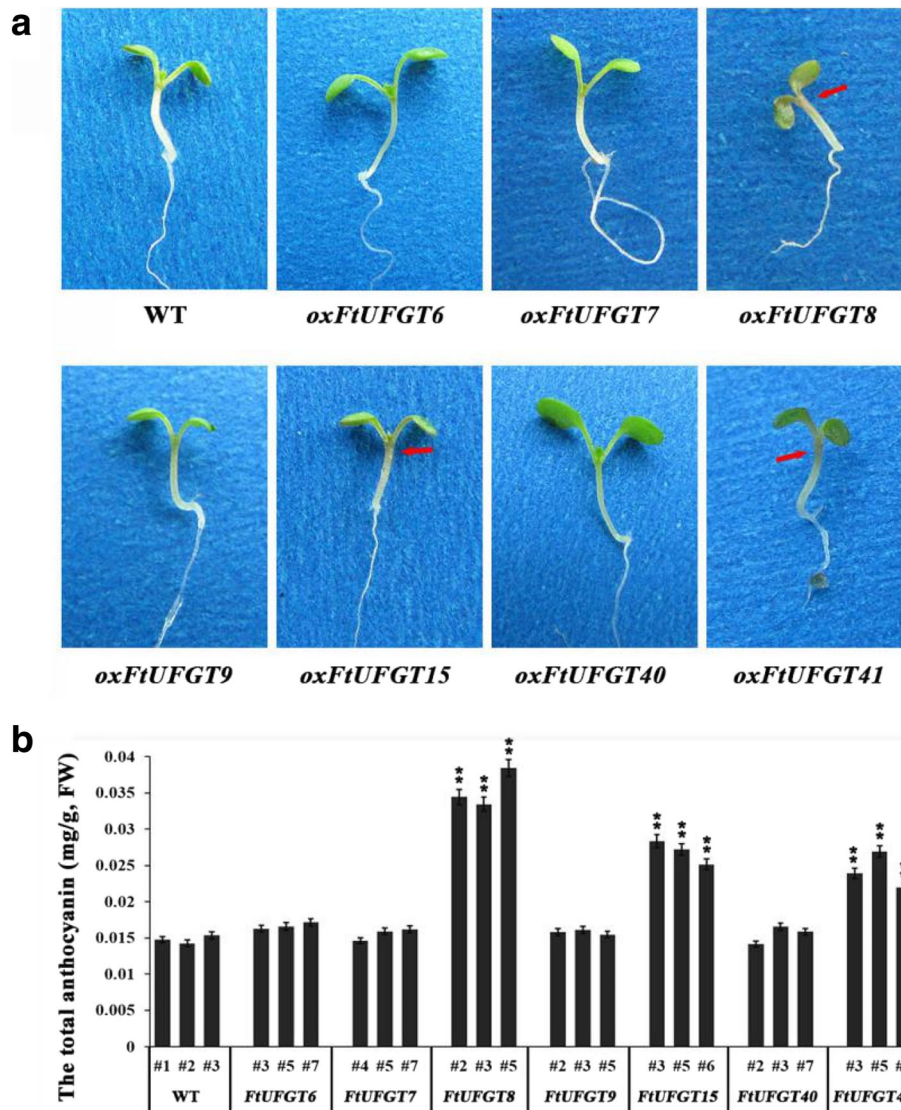 a
WT
oxFtUFGT6
oxFtUFGT7
oxFtUFGT8
oxFtUFGT9
oxFtUFGT15
oxFtUFGT40
oxFtUFGT41
b
The total anthocyanin (mg/g, FW)
0.04
0.035
0.03
0.025
0.02
0.015
0.01
0.005
0
** ** ** ** ** ** ** **
#1 #2 #3 #3 #5 #7 #4 #5 #7 #2 #3 #5 #2 #3 #5 #3 #5 #6 #2 #3 #7 #3 #5
WT FtUFGT6 FtUFGT7 FtUFGT8 FtUFGT9 FtUFGT15 FtUFGT40 FtUFGT4